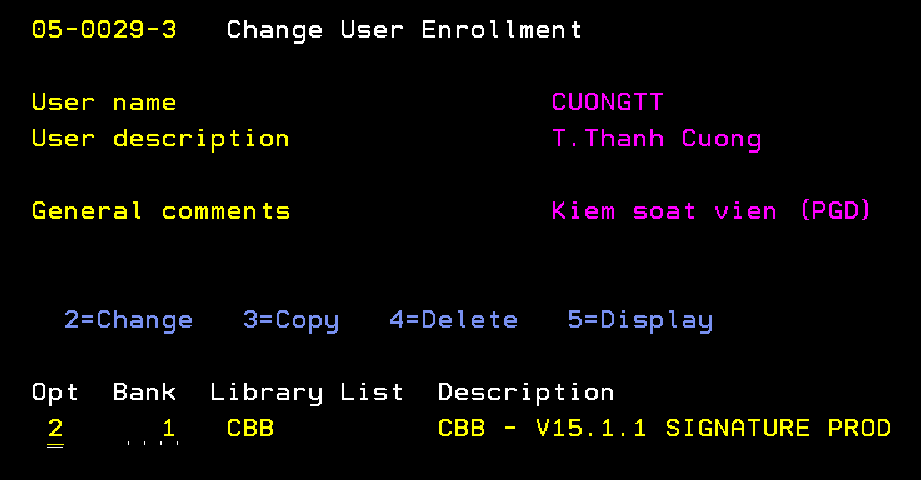 05-0029-3 Change User Enrollment
User name CUONGTT
User description T.Thanh Cuong
General comments Kiem soat vien (PGD)
2=Change 3=Copy 4=Delete 5=Display
Opt Bank Library List Description
2 1 CBB CBB - V15.1.1 SIGNATURE PROD